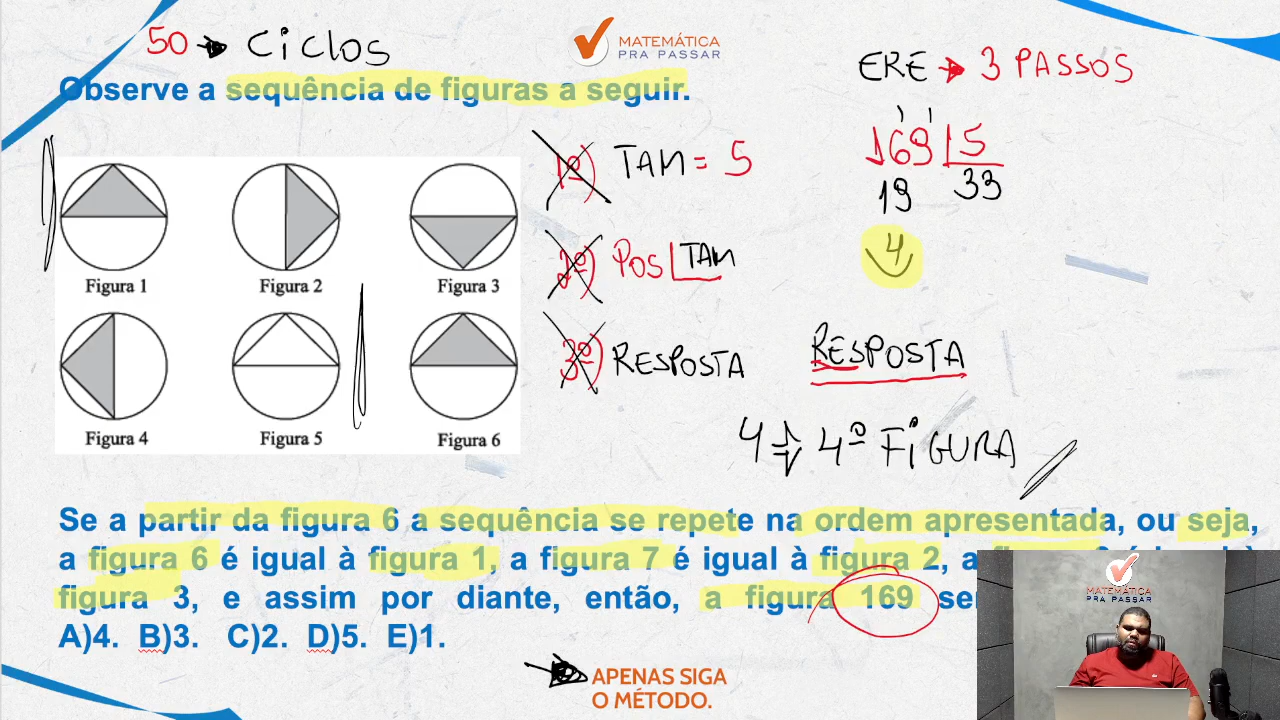 50 → CiCLOS
MATEMÁTICA
PRA PASSAR
ERE → 3 PASSOS
Observe a sequência de figuras a seguir.
169 5
19 33
4
1º) TAM = 5
2º) POS TAM
3º) RESPOSTA
RESPOSTA
4 → 4º FiGURA
Figura 1 Figura 2 Figura 3
Figura 4 Figura 5 Figura 6
Se a partir da figura 6 a sequência se repete na ordem apresentada, ou seja,
a figura 6 é igual à figura 1, a figura 7 é igual à figura 2, a
figura 3, e assim por diante, então, a figura 169 ser
A)4. B)3. C)2. D)5. E)1.
MATEMÁTICA
PRA PASSAR
APENAS SIGA
O MÉTODO.